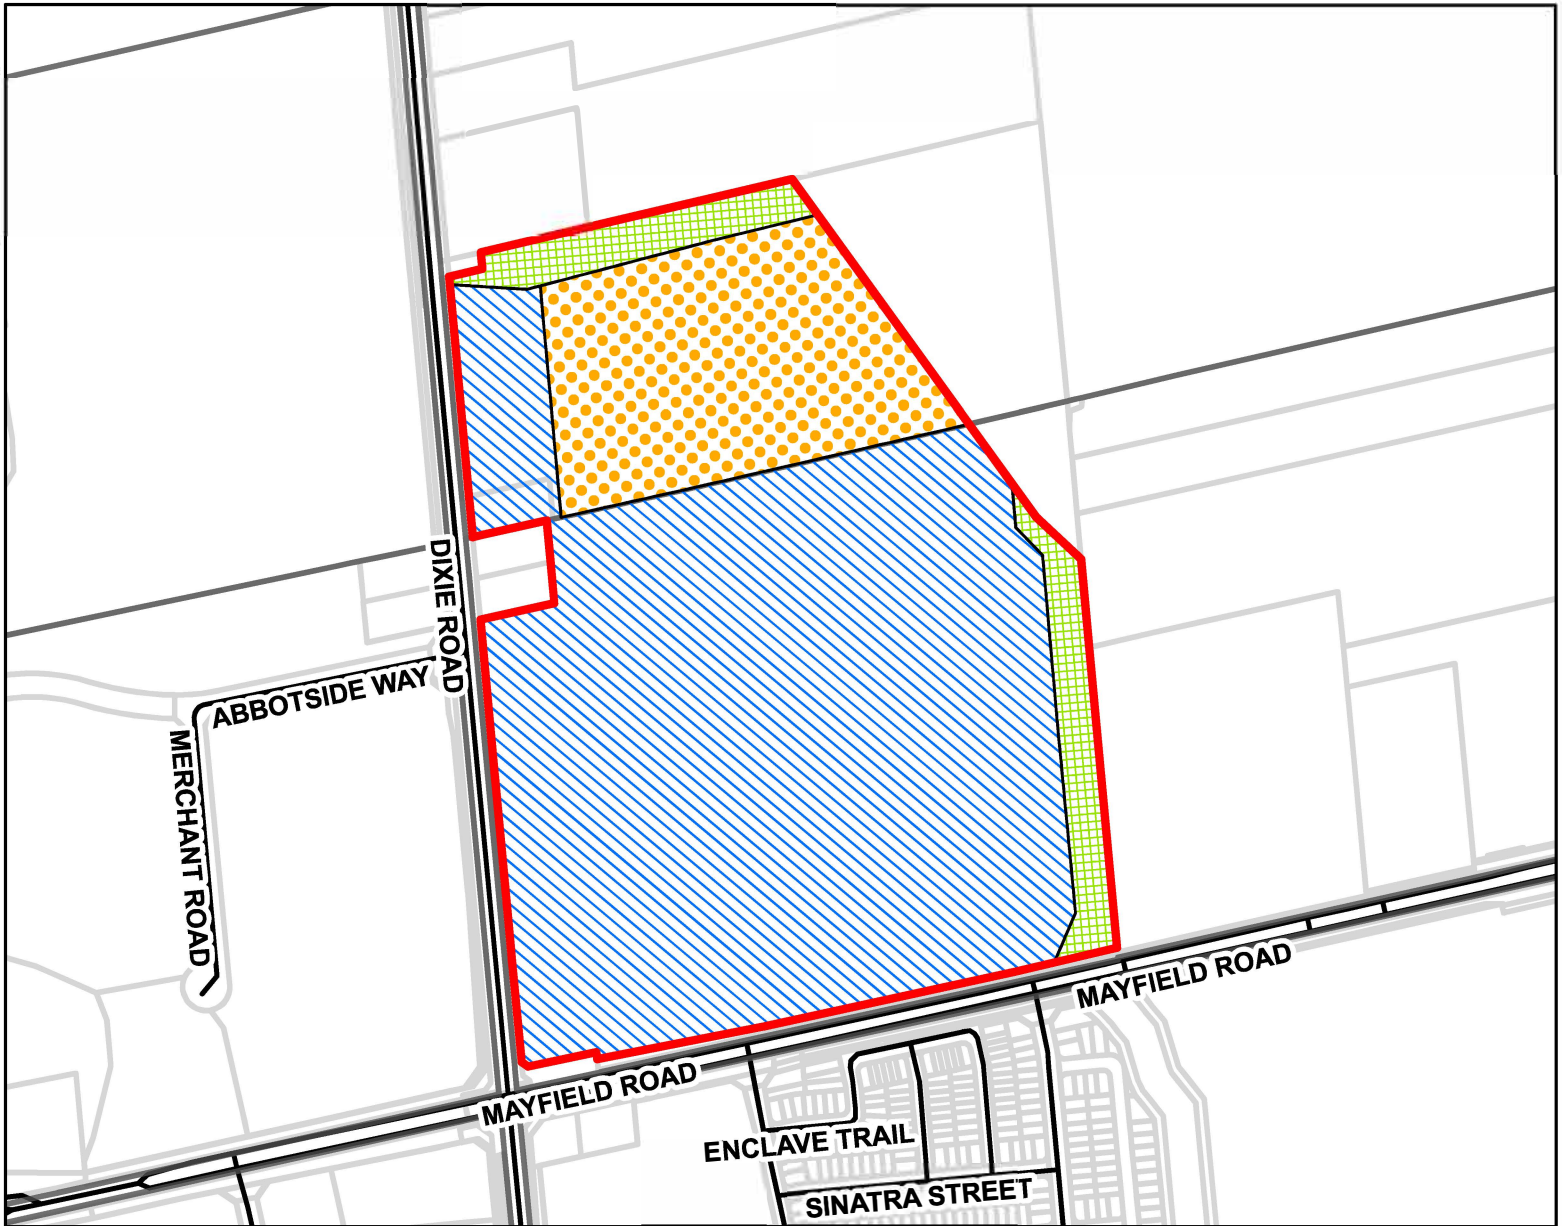 DIXIE ROAD
ABBOTSIDE WAY
MERCHANT ROAD
MAYFIELD ROAD
MAYFIELD ROAD
ENCLAVE TRAIL
SINATRA STREET